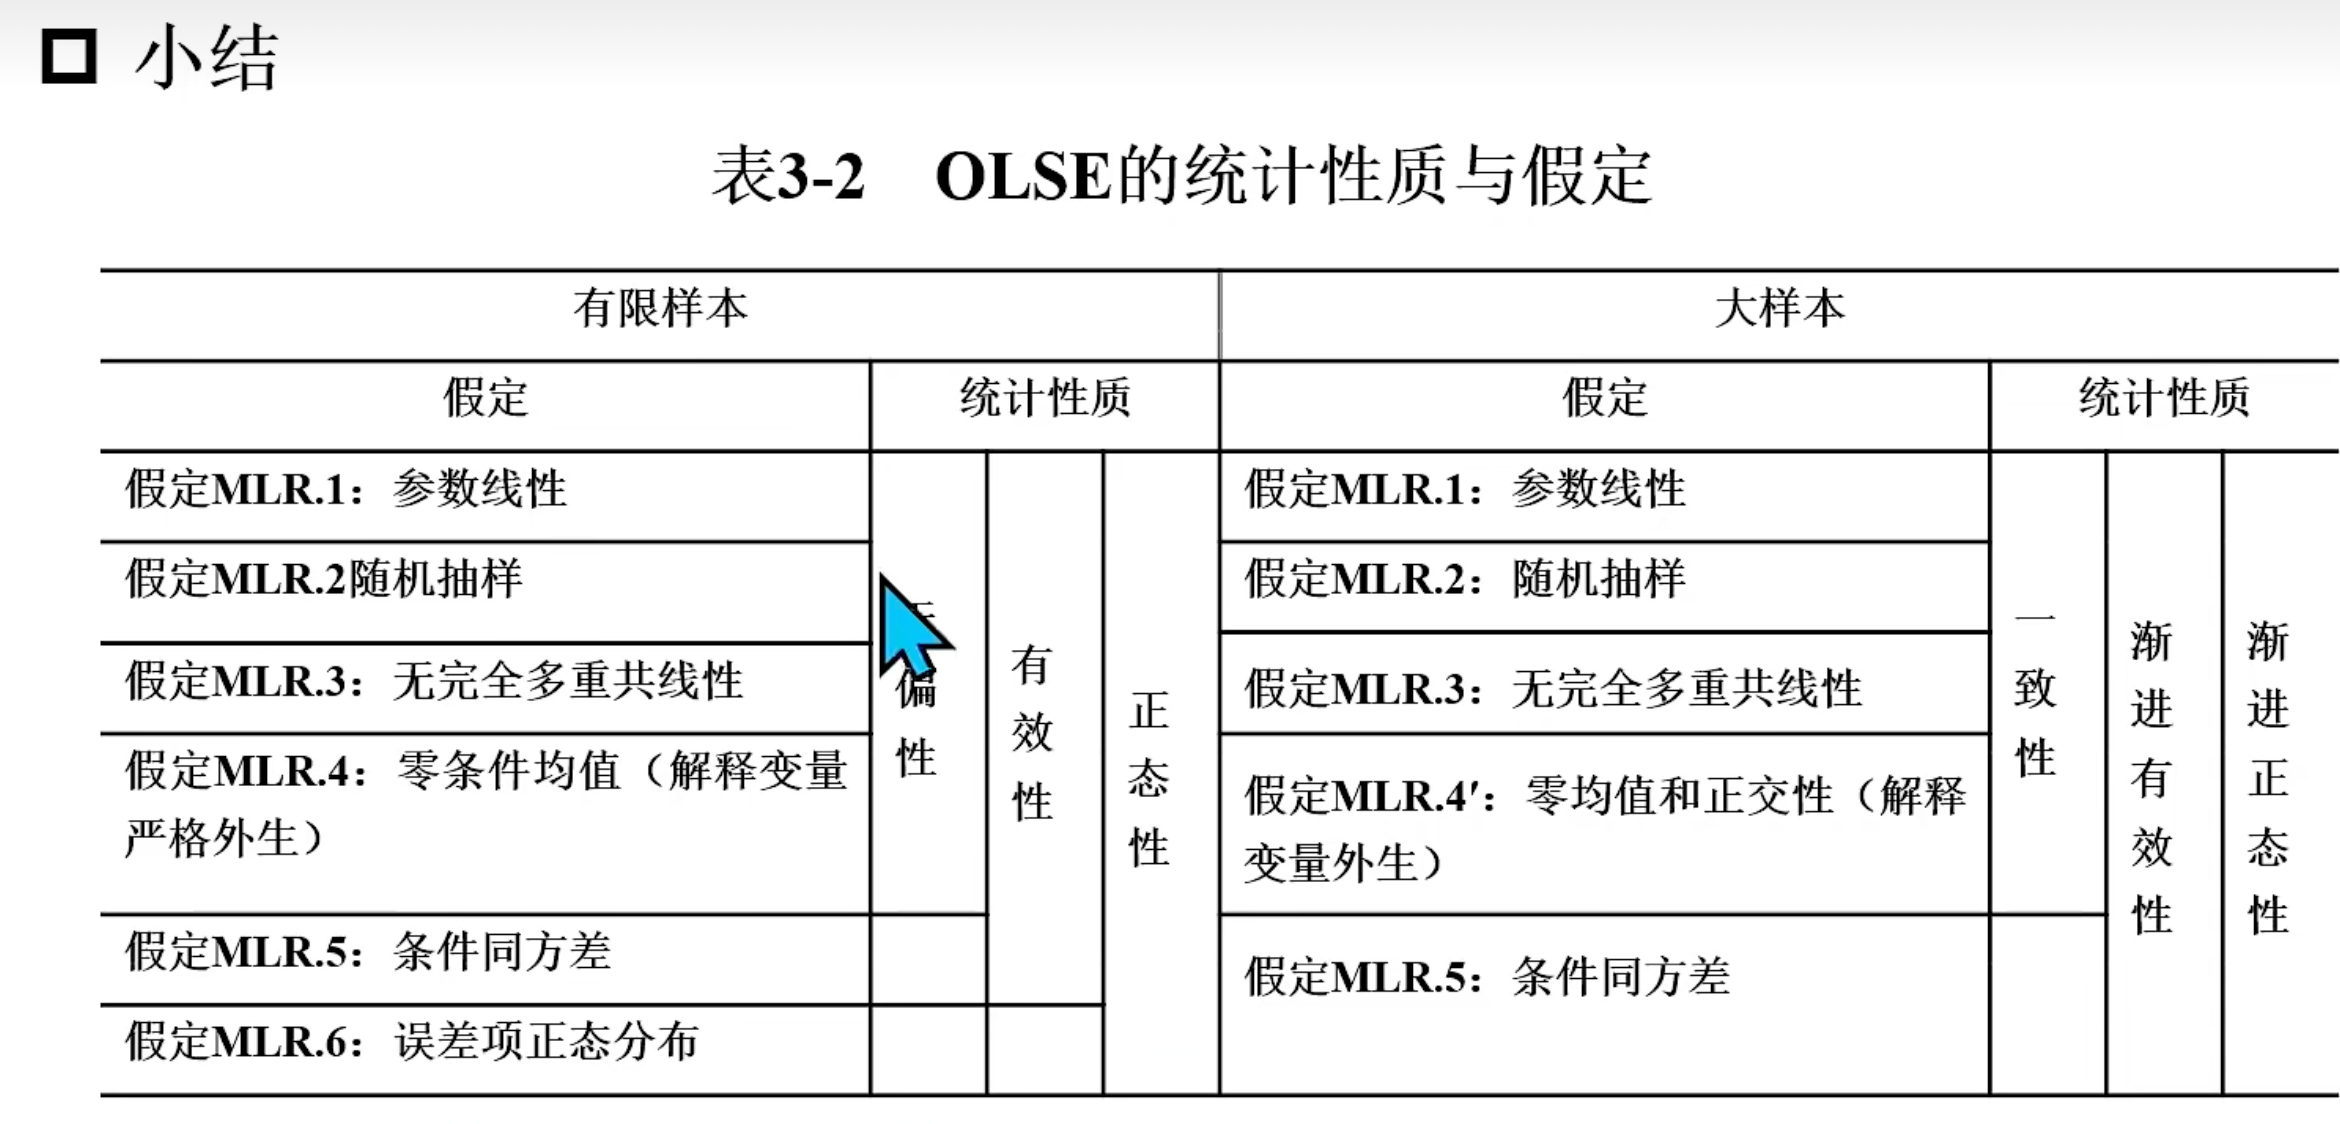 小结
表3-2 OLSE的统计性质与假定
有限样本
大样本
假定
统计性质
假定
统计性质
假定MLR.1：参数线性
假定MLR.2随机抽样
假定MLR.3：无完全多重共线性
假定MLR.4：零条件均值（解释变量
严格外生）
假定MLR.5：条件同方差
假定MLR.6：误差项正态分布
偏性
有效性
正态性
假定MLR.1：参数线性
假定MLR.2：随机抽样
假定MLR.3：无完全多重共线性
假定MLR.4′：零均值和正交性（解释
变量外生）
假定MLR.5：条件同方差
一致性
渐进有效性
渐进正态性